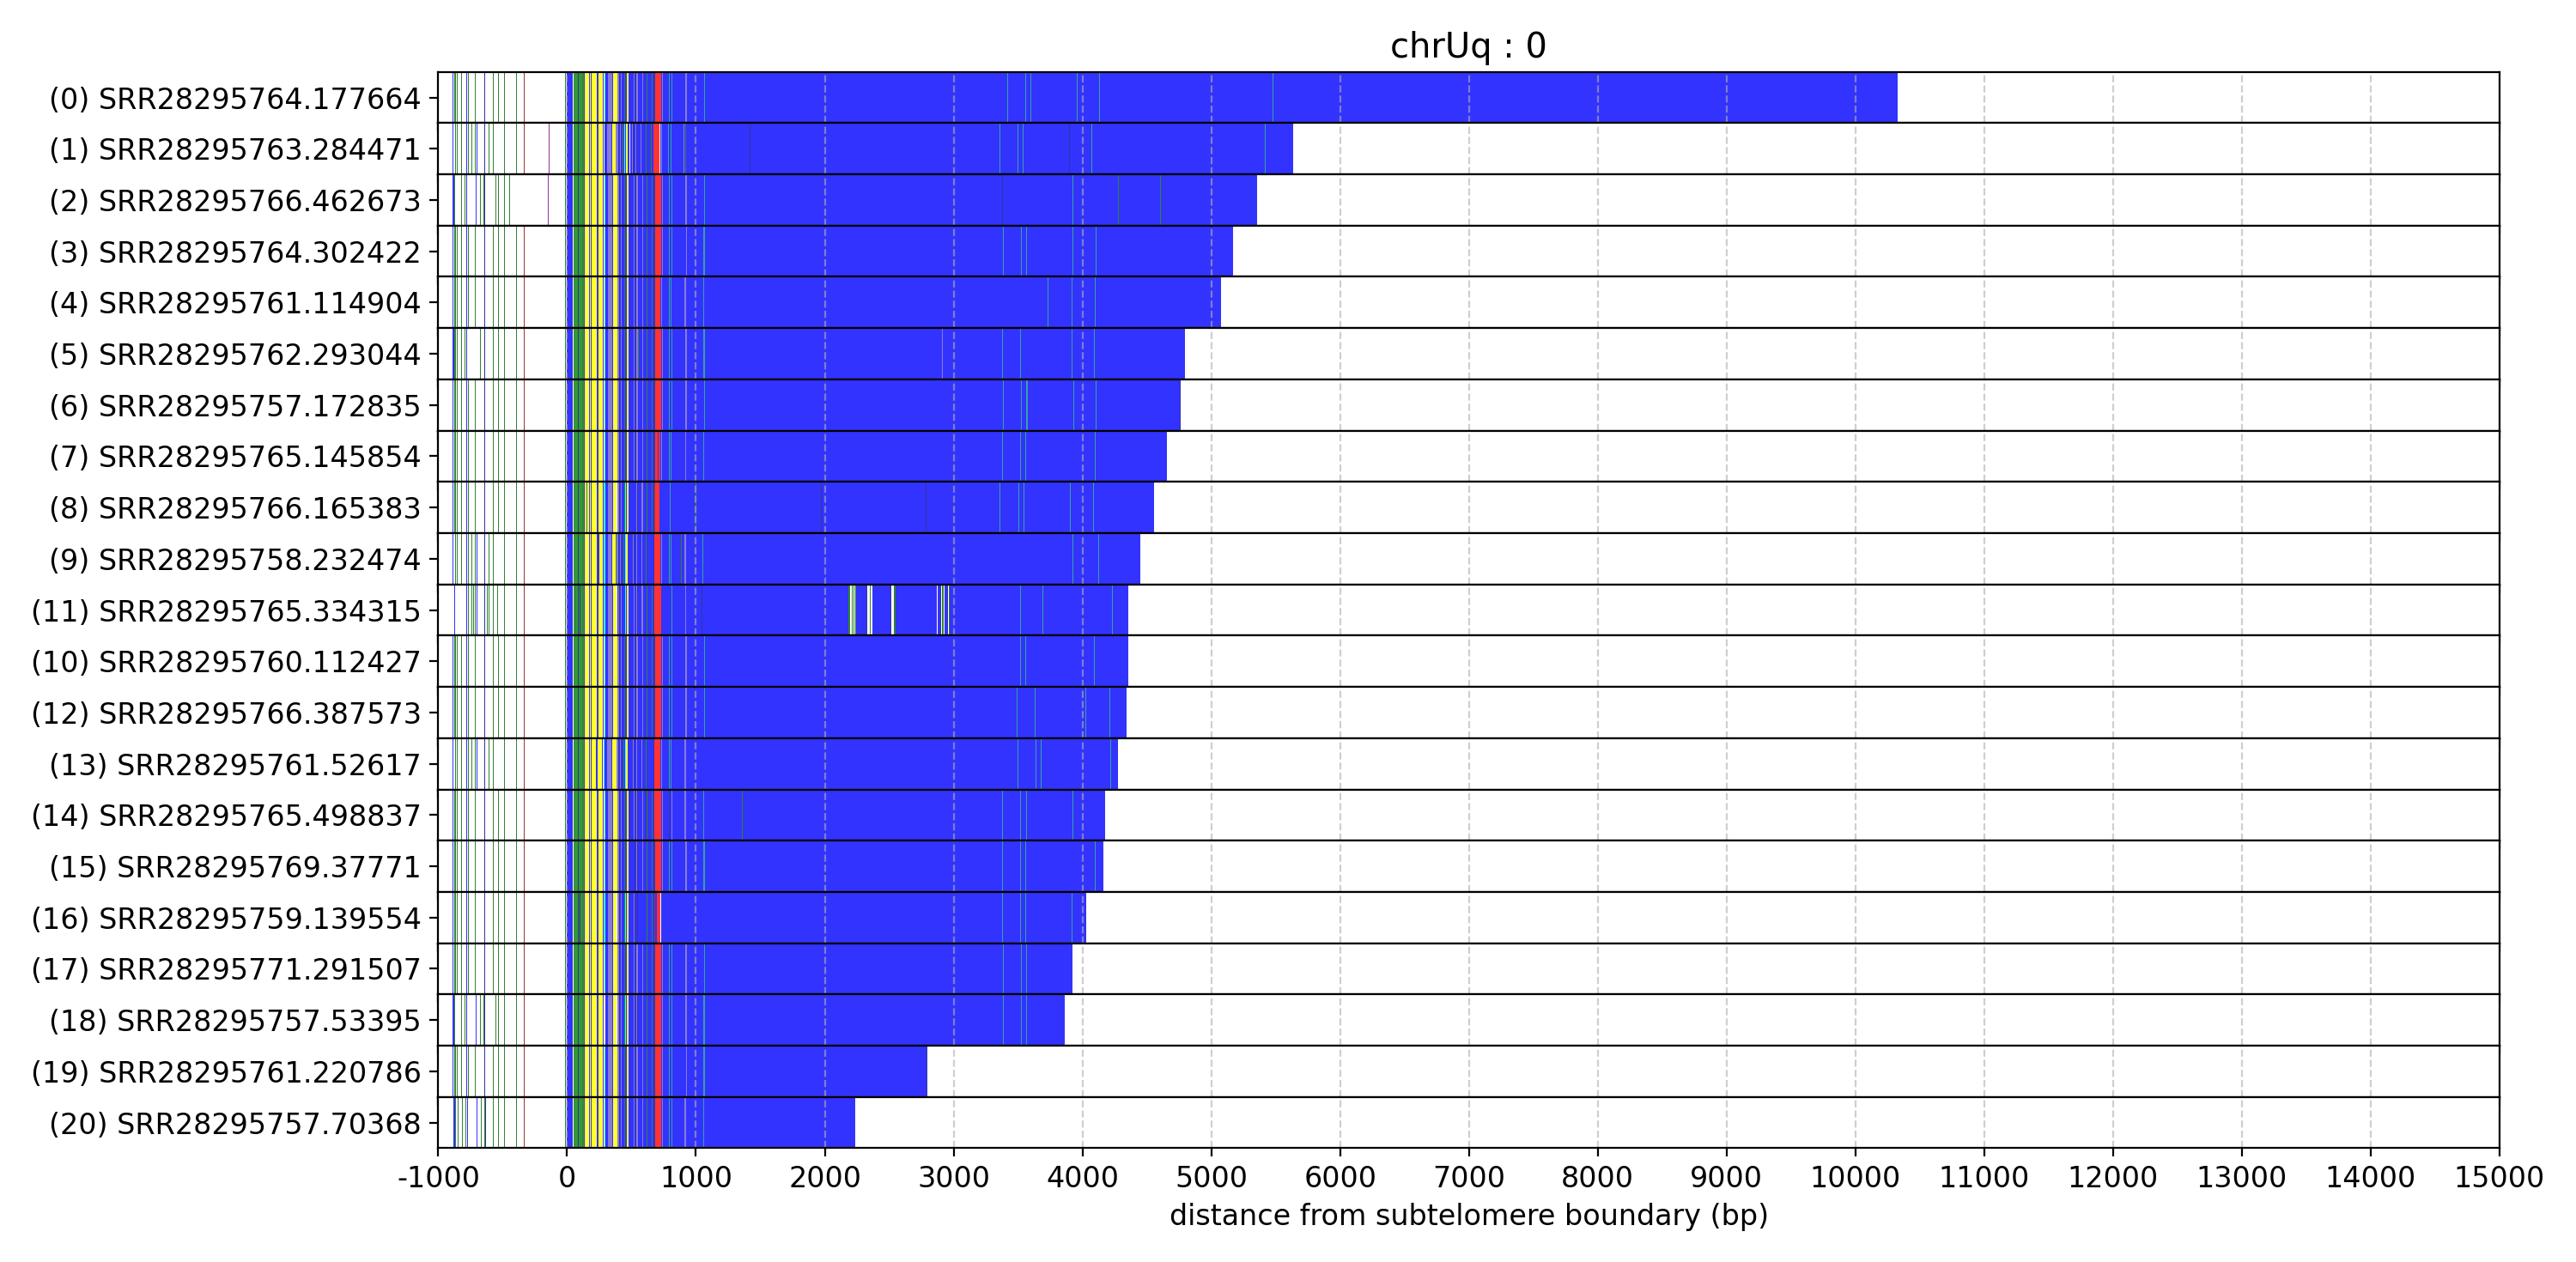 chrUq : 0
(0) SRR28295764.177664
(1) SRR28295763.284471
(2) SRR28295766.462673
(3) SRR28295764.302422
(4) SRR28295761.114904
(5) SRR28295762.293044
(6) SRR28295757.172835
(7) SRR28295765.145854
(8) SRR28295766.165383
(9) SRR28295758.232474
(11) SRR28295765.334315
(10) SRR28295760.112427
(12) SRR28295766.387573
(13) SRR28295761.52617
(14) SRR28295765.498837
(15) SRR28295769.37771
(16) SRR28295759.139554
(17) SRR28295771.291507
(18) SRR28295757.53395
(19) SRR28295761.220786
(20) SRR28295757.70368
-1000 0 1000 2000 3000 4000 5000 6000 7000 8000 9000 10000 11000 12000 13000 14000 15000
distance from subtelomere boundary (bp)